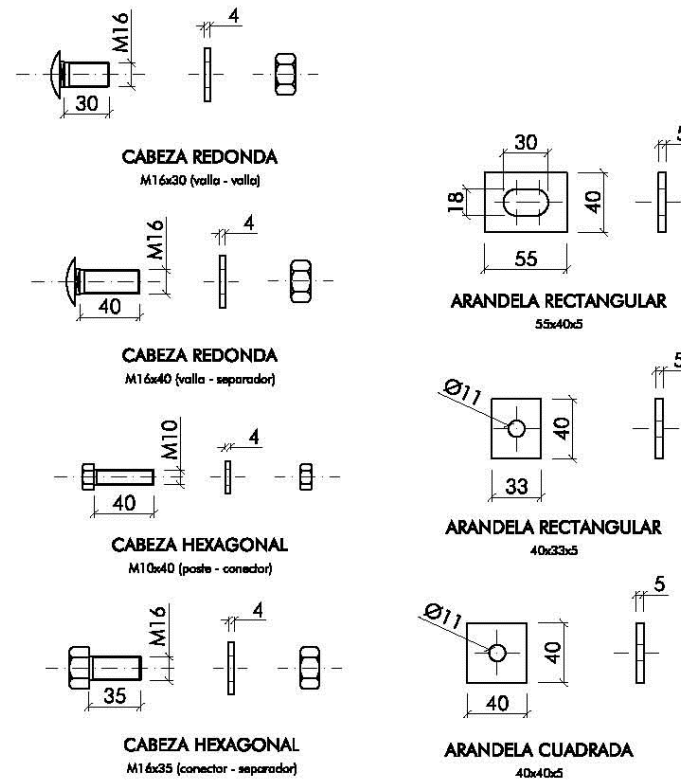 4
M16
30
CABEZA REDONDA
M16x30 (valla - valla)
4
M16
40
CABEZA REDONDA
M16x40 (valla - separador)
4
M10
40
CABEZA HEXAGONAL
M10x40 (poste - conector)
4
M16
35
CABEZA HEXAGONAL
M16x35 (conector - separador)
30
5
18
40
55
ARANDELA RECTANGULAR
55x40x5
5
Ø11
40
33
ARANDELA RECTANGULAR
40x33x5
5
Ø11
40
40
ARANDELA CUADRADA
40x40x5